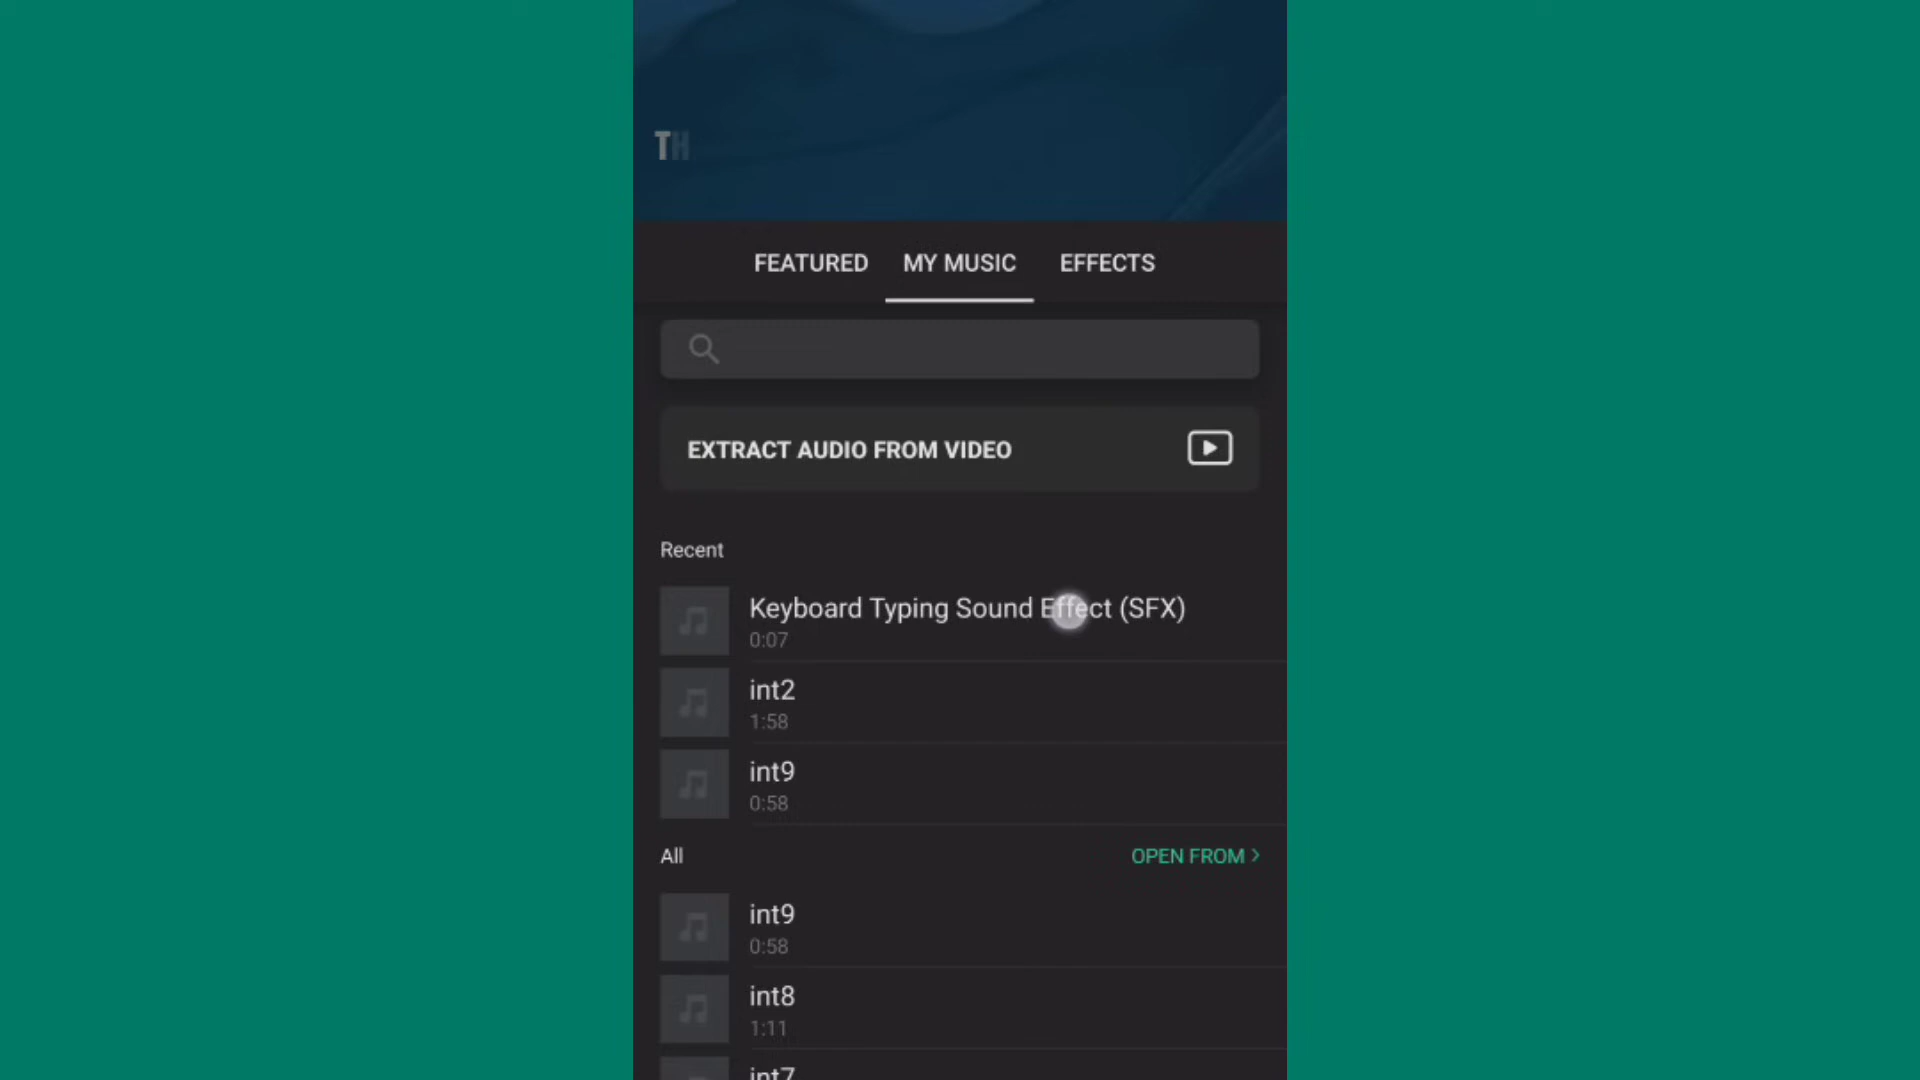 TH
FEATURED MY MUSIC EFFECTS
EXTRACT AUDIO FROM VIDEO
Recent
Keyboard Typing Sound Effect (SFX)
0:07
int2
1:58
int9
0:58
All OPEN FROM >
int9
0:58
int8
1:11
int7